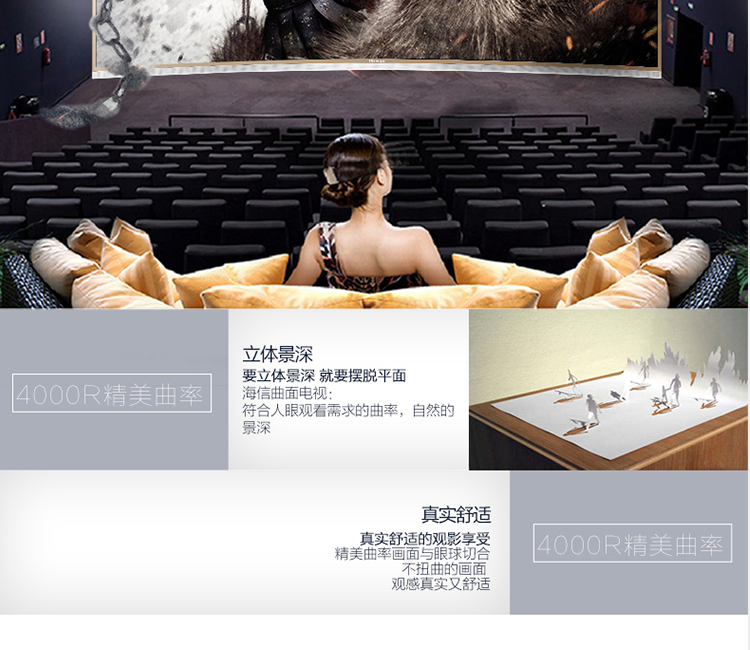 4000R精美曲率
立体景深
要立体景深 就要摆脱平面
海信曲面电视：
符合人眼观看需求的曲率，自然的
景深
真实舒适
真实舒适的观影享受
精美曲率画面与眼球切合
不扭曲的画面
观感真实又舒适
4000R精美曲率